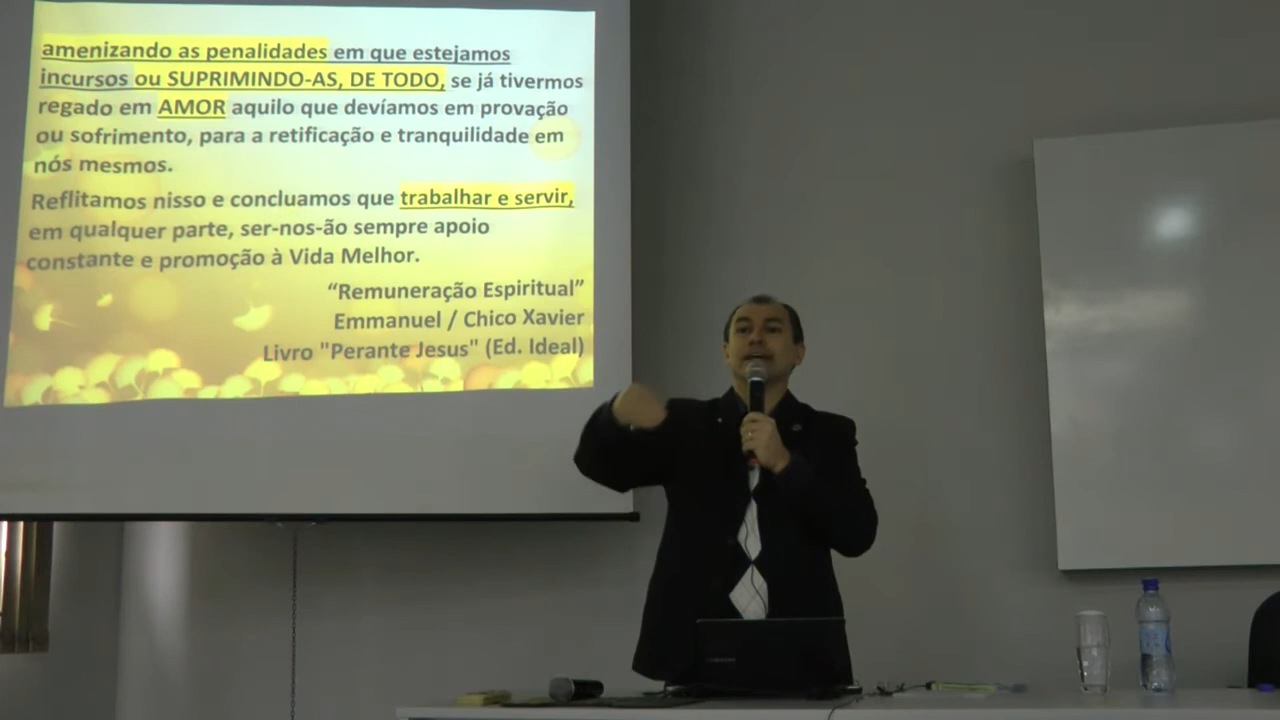 amenizando as penalidades em que estejamos
incursos ou SUPRIMINDO-AS, DE TODO, se já tivermos
regado em AMOR aquilo que devíamos em provação
ou sofrimento, para a retificação e tranquilidade em
nós mesmos.
Reflitamos nisso e concluamos que trabalhar e servir,
em qualquer parte, ser-nos-ão sempre apoio
constante e promoção à Vida Melhor.
“Remuneração Espiritual”
Emmanuel / Chico Xavier
Livro "Perante Jesus" (Ed. Ideal)